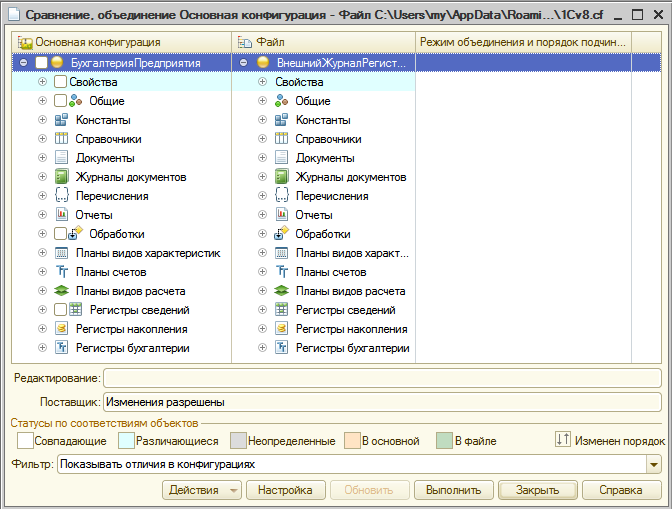 Сравнение, объединение Основная конфигурация - Файл C:\Users\my\AppData\Roami...\1Cv8.cf
Основная конфигурация Файл Режим объединения и порядок подчин...
БухгалтерияПредприятия ВнешнийЖурналРегист...
Свойства Свойства
Общие Общие
Константы Константы
Справочники Справочники
Документы Документы
Журналы документов Журналы документов
Перечисления Перечисления
Отчеты Отчеты
Обработки Обработки
Планы видов характеристик Планы видов характ...
Планы счетов Планы счетов
Планы видов расчета Планы видов расчета
Регистры сведений Регистры сведений
Регистры накопления Регистры накопления
Регистры бухгалтерии Регистры бухгалтерии
Редактирование:
Поставщик: Изменения разрешены
Статусы по соответствиям объектов
Совпадающие Различающиеся Неопределенные В основной В файле Изменен порядок
Фильтр: Показывать отличия в конфигурациях
Действия Настройка Обновить Выполнить Закрыть Справка